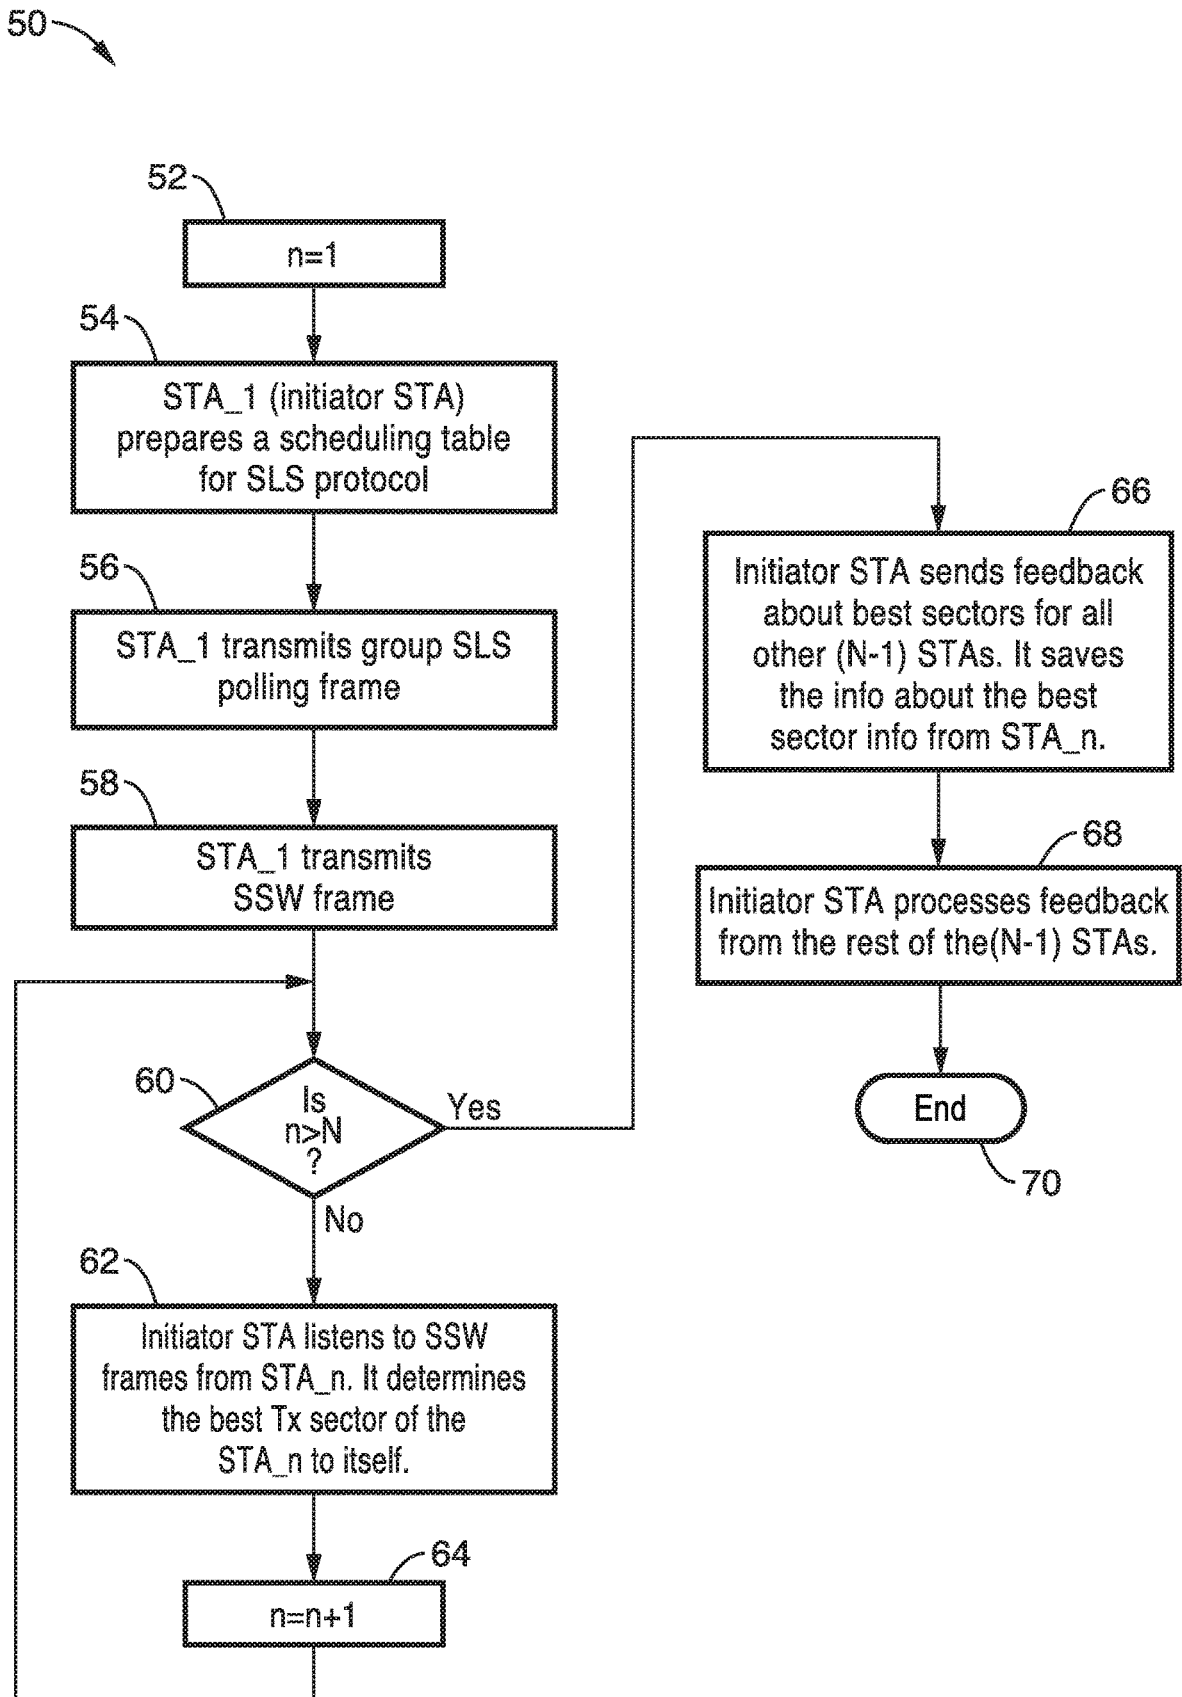 50
52
n=1
54
STA_1 (initiator STA)
prepares a scheduling table
for SLS protocol
56
STA_1 transmits group SLS
polling frame
58
STA_1 transmits
SSW frame
60
Is
n>N
?
Yes
No
62
Initiator STA listens to SSW
frames from STA_n. It determines
the best Tx sector of the
STA_n to itself.
64
n=n+1
66
Initiator STA sends feedback
about best sectors for all
other (N-1) STAs. It saves
the info about the best
sector info from STA_n.
68
Initiator STA processes feedback
from the rest of the(N-1) STAs.
End
70